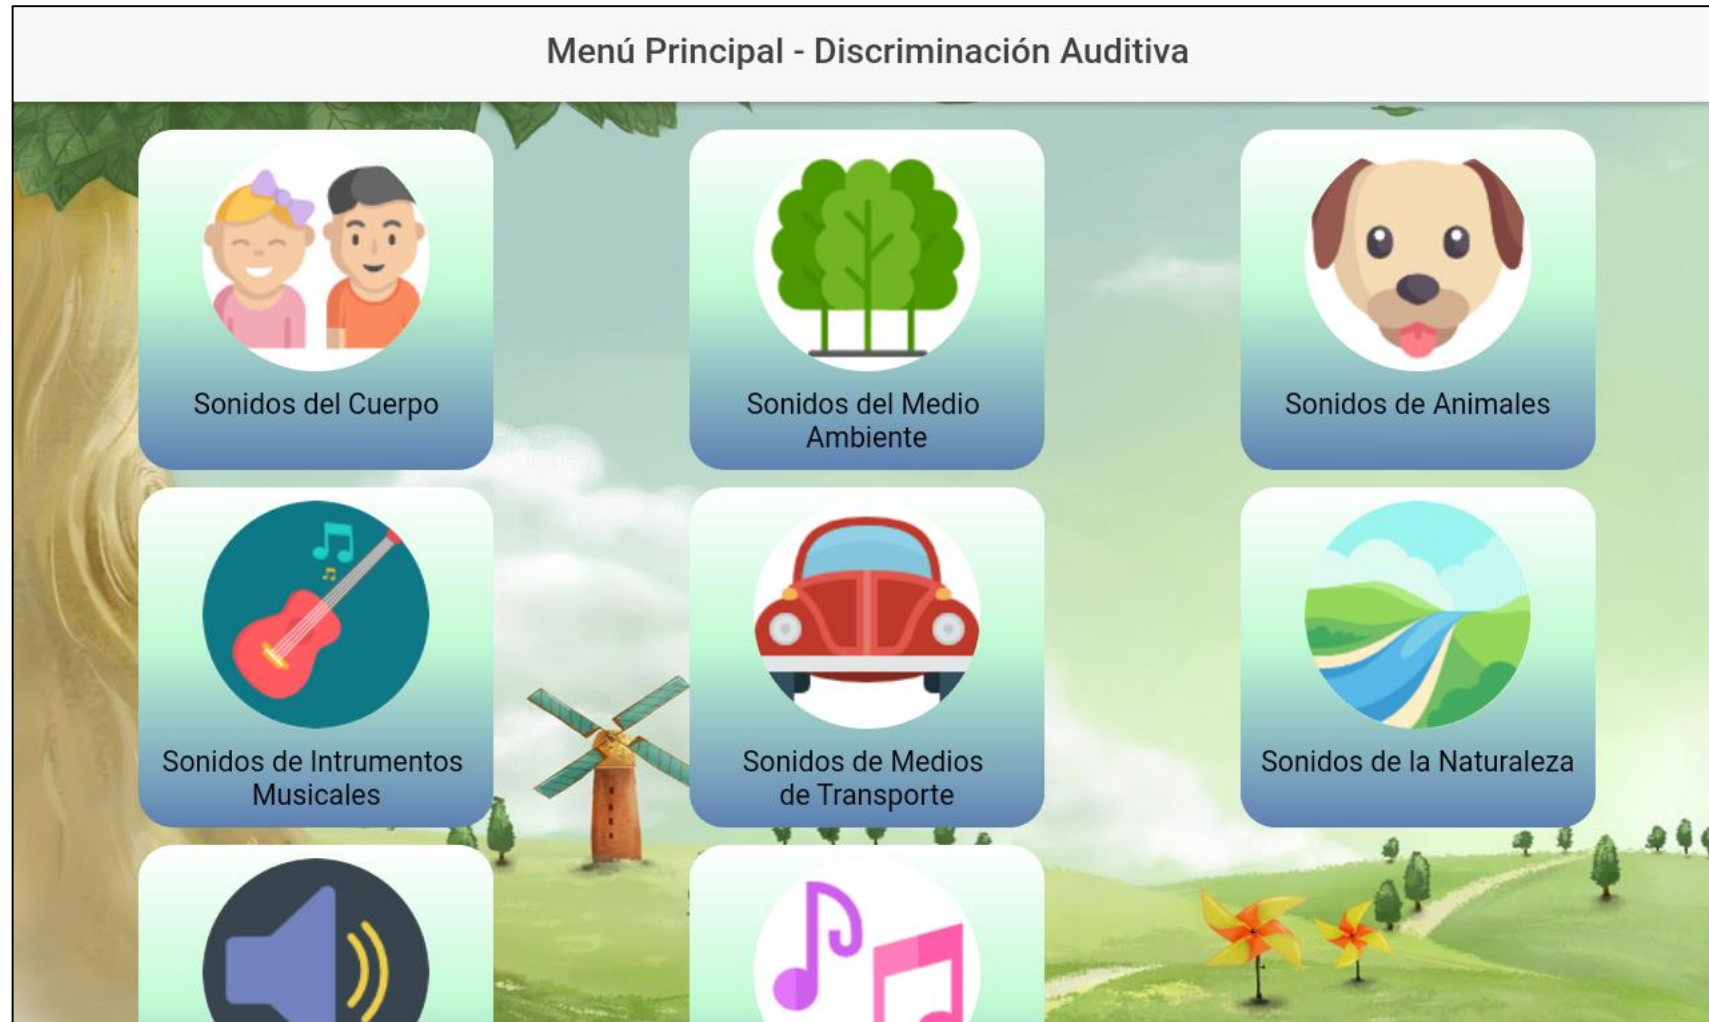 Menú Principal - Discriminación Auditiva
Sonidos del Cuerpo
Sonidos del Medio
Ambiente
Sonidos de Animales
Sonidos de Intrumentos
Musicales
Sonidos de Medios
de Transporte
Sonidos de la Naturaleza